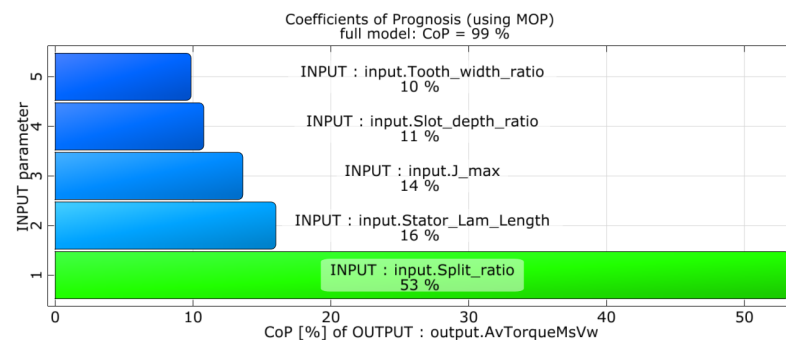 Coefficients of Prognosis (using MOP)
full model: CoP = 99 %
INPUT parameter
5
INPUT : input.Tooth_width_ratio
10 %
4
INPUT : input.Slot_depth_ratio
11 %
3
INPUT : input.J_max
14 %
2
INPUT : input.Stator_Lam_Length
16 %
1
INPUT : input.Split_ratio
53 %
0 10 20 30 40 50
CoP [%] of OUTPUT : output.AvTorqueMsVw